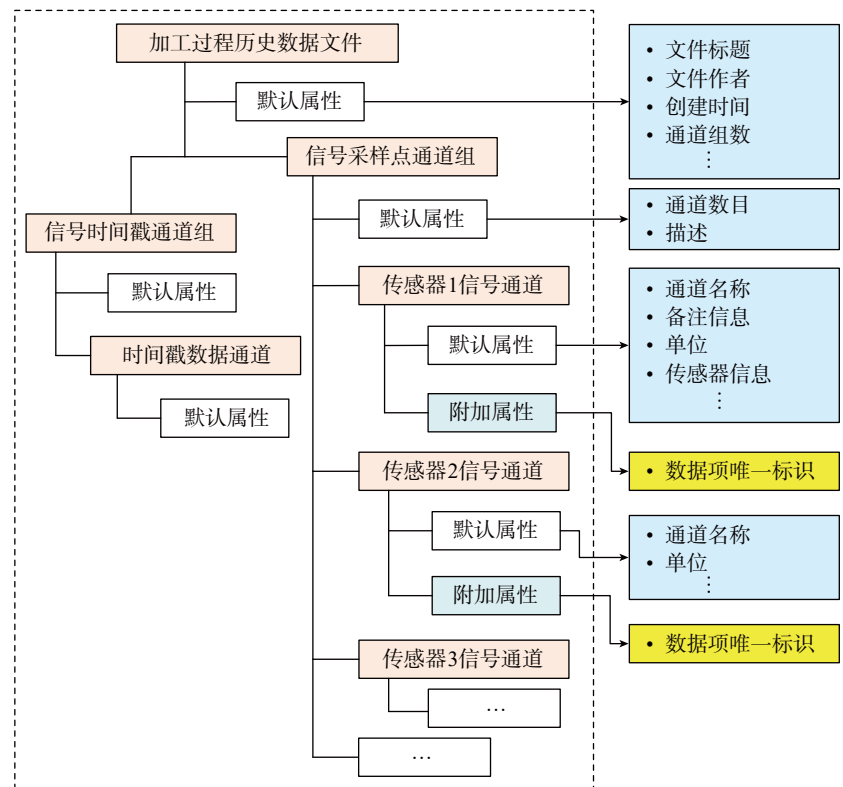 加工过程历史数据文件
默认属性
• 文件标题
• 文件作者
• 创建时间
• 通道组数
⋮
信号采样点通道组
默认属性
• 通道数目
• 描述
信号时间戳通道组
默认属性
时间戳数据通道
默认属性
传感器1信号通道
默认属性
• 通道名称
• 备注信息
• 单位
• 传感器信息
⋮
附加属性
• 数据项唯一标识
传感器2信号通道
默认属性
• 通道名称
• 单位
⋮
附加属性
• 数据项唯一标识
传感器3信号通道
…
…